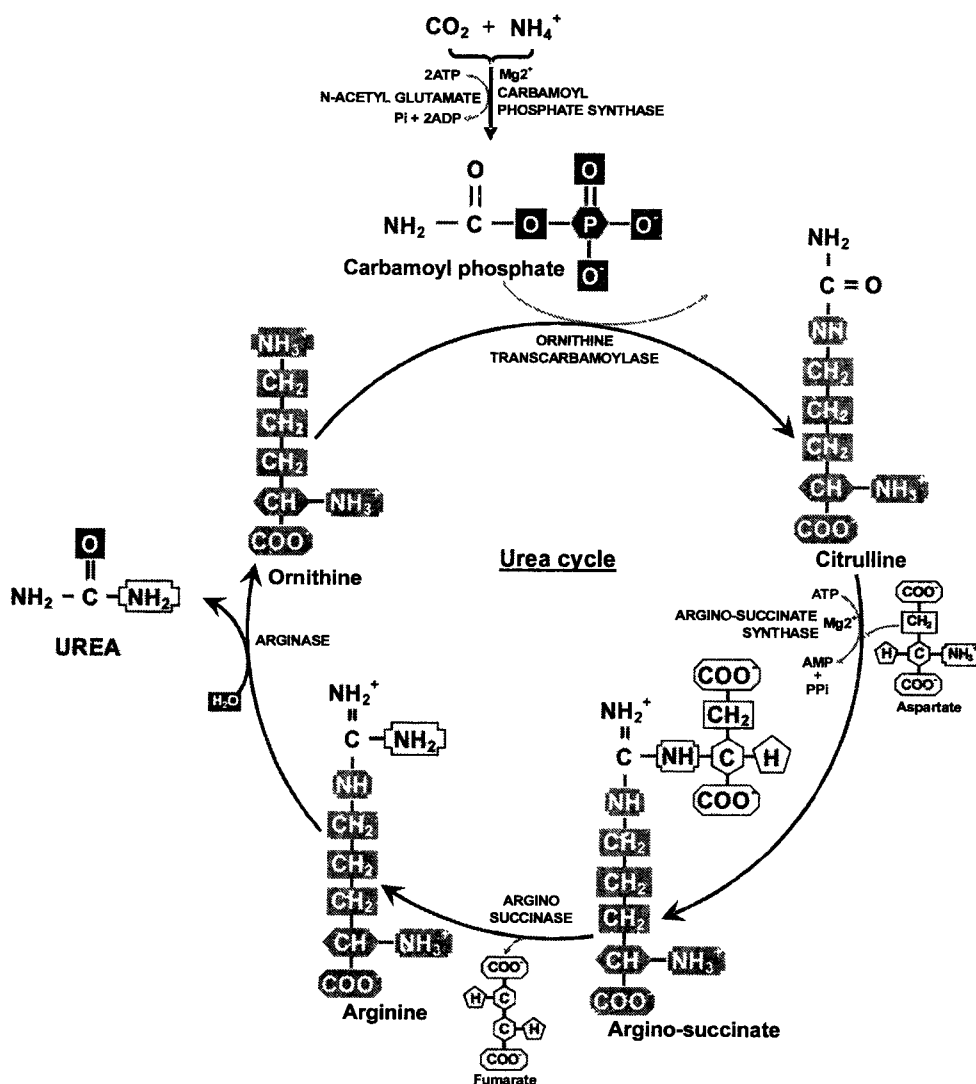 CO2 + NH4+
2ATP
Mg2+
N-ACETYL GLUTAMATE
CARBAMOYL
PHOSPHATE SYNTHASE
Pi + 2ADP
O
O
NH2 — C — O — P — O-
O-
Carbamoyl phosphate
ORNITHINE
TRANSCARBAMOYLASE
NH2
C = O
NH
CH2
CH2
CH2
CH — NH3+
COO-
Citrulline
NH3+
CH2
CH2
CH2
CH — NH3+
COO-
Ornithine
Urea cycle
O
NH2 — C — NH2
UREA
ARGINASE
H2O
ATP
ARGINO-SUCCINATE
SYNTHASE
Mg2+
AMP
+
PPi
COO-
CH2
H — C — NH3+
COO-
Aspartate
NH2+
C — NH2
NH
CH2
CH2
CH2
CH — NH3+
COO-
Arginine
NH2+
C — NH — C — H
COO-
CH2
COO-
NH
CH2
CH2
CH2
CH — NH3+
COO-
Argino-succinate
ARGINO
SUCCINASE
COO-
H — C
C — H
COO-
Fumarate